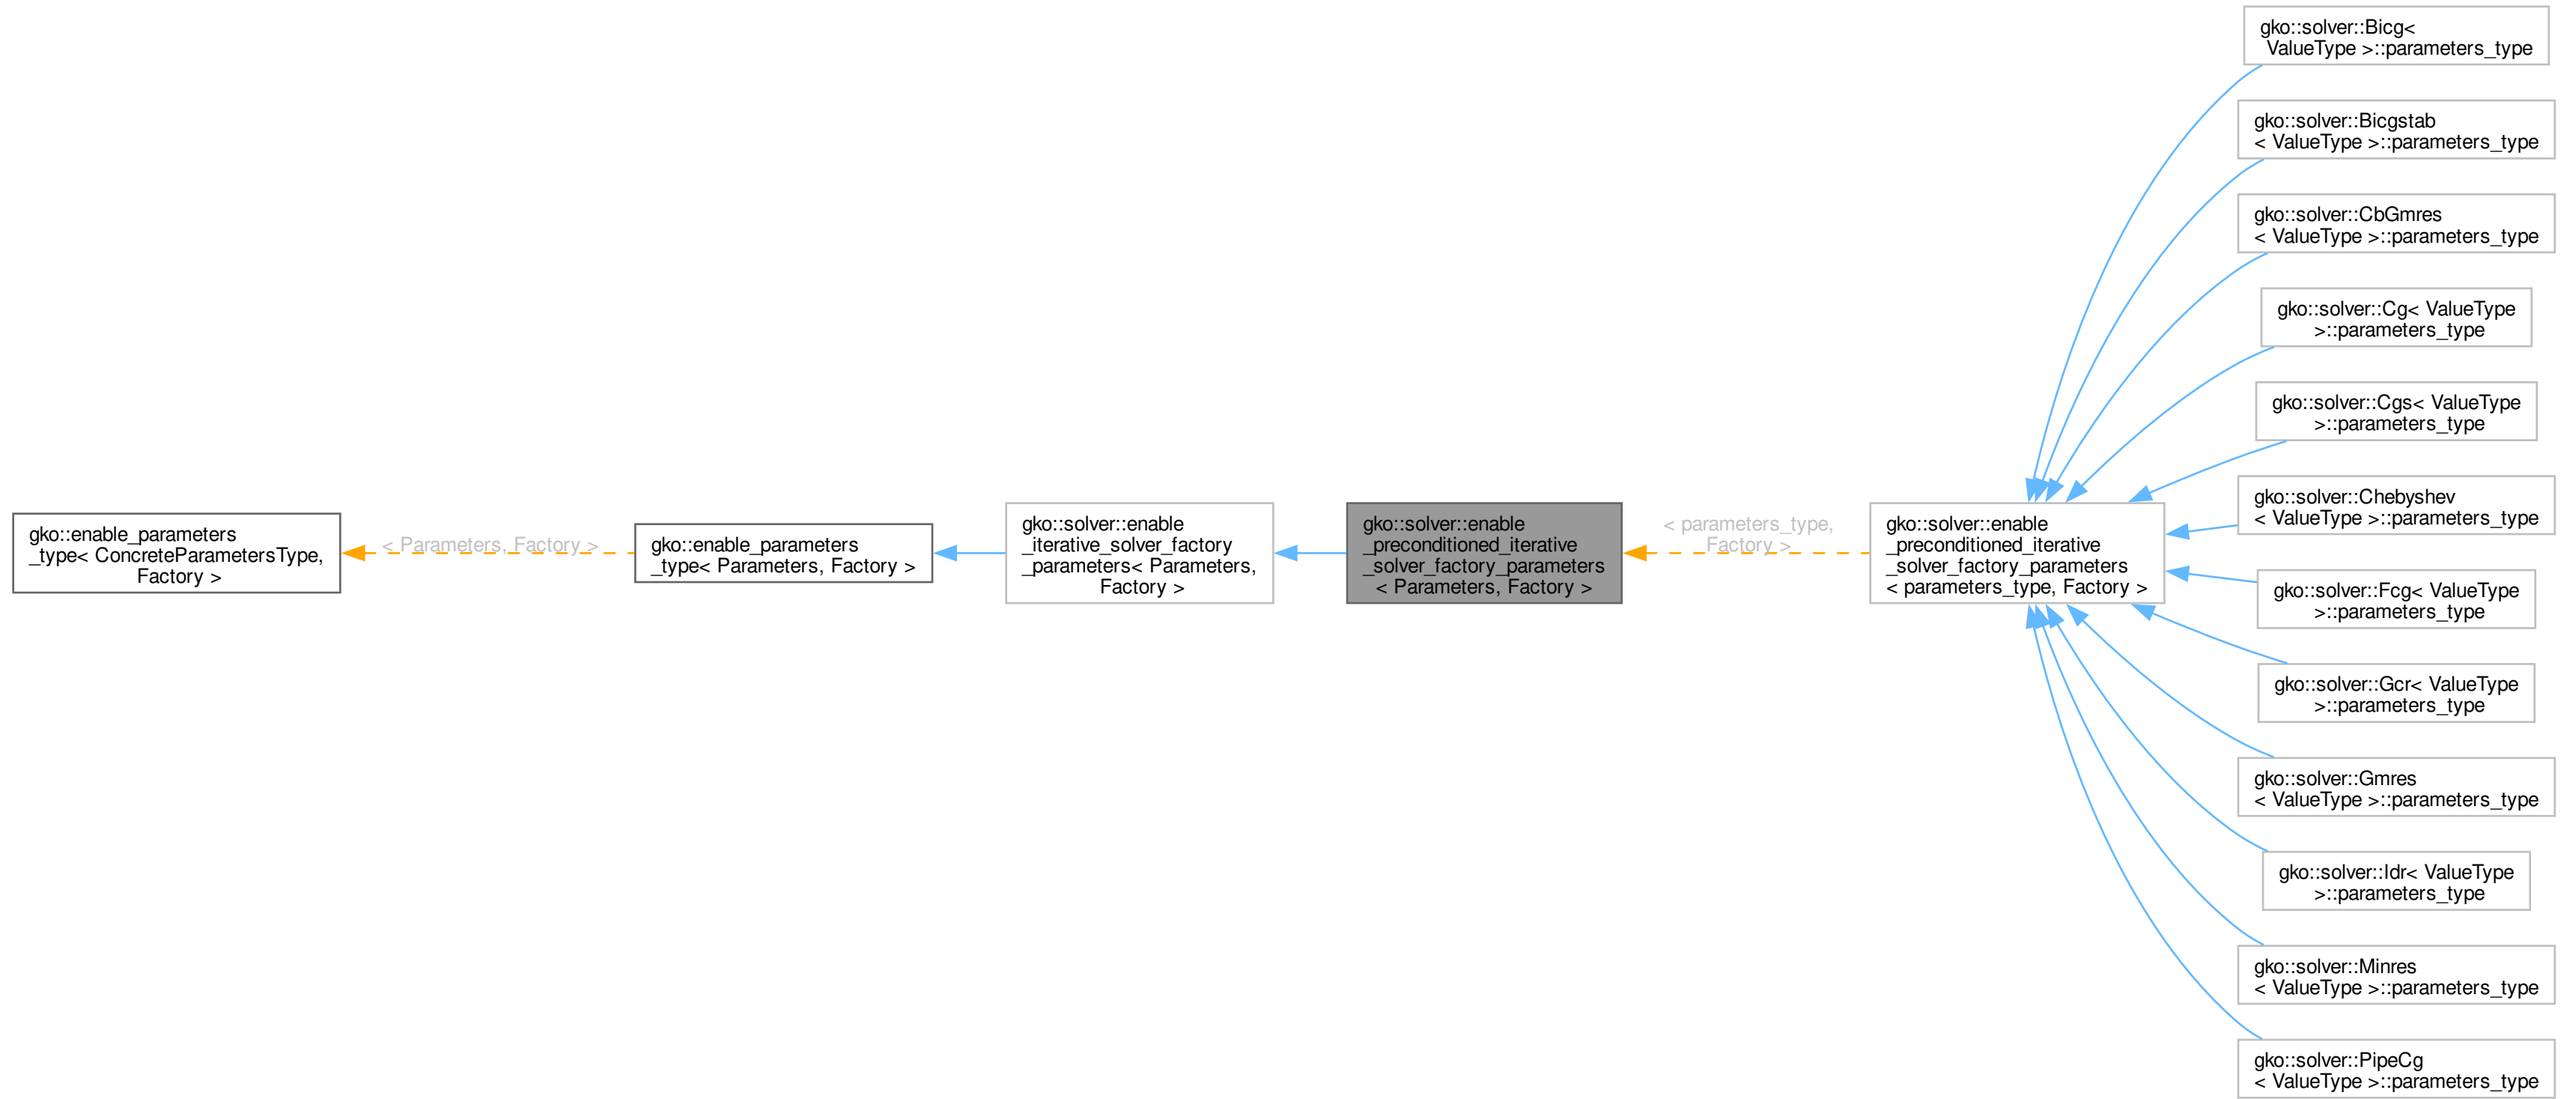 gko::enable_parameters
_type< ConcreteParametersType,
Factory >
< Parameters, Factory >
gko::enable_parameters
_type< Parameters, Factory >
gko::solver::enable
_iterative_solver_factory
_parameters< Parameters,
Factory >
gko::solver::enable
_preconditioned_iterative
_solver_factory_parameters
< Parameters, Factory >
< parameters_type,
Factory >
gko::solver::enable
_preconditioned_iterative
_solver_factory_parameters
< parameters_type, Factory >
gko::solver::Bicg<
ValueType >::parameters_type
gko::solver::Bicgstab
< ValueType >::parameters_type
gko::solver::CbGmres
< ValueType >::parameters_type
gko::solver::Cg< ValueType
>::parameters_type
gko::solver::Cgs< ValueType
>::parameters_type
gko::solver::Chebyshev
< ValueType >::parameters_type
gko::solver::Fcg< ValueType
>::parameters_type
gko::solver::Gcr< ValueType
>::parameters_type
gko::solver::Gmres
< ValueType >::parameters_type
gko::solver::Idr< ValueType
>::parameters_type
gko::solver::Minres
< ValueType >::parameters_type
gko::solver::PipeCg
< ValueType >::parameters_type